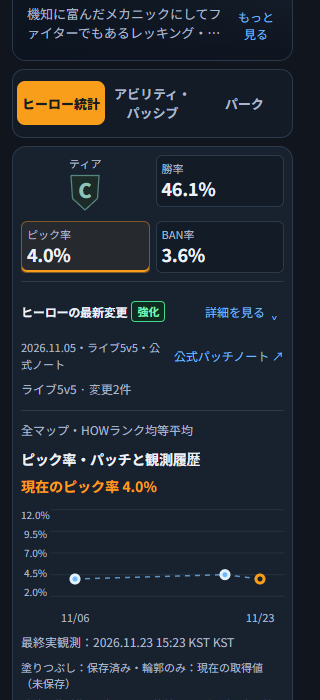 機知に富んだメカニックにしてフ
ァイターでもあるレッキング・…
もっと
見る
ヒーロー統計
アビリティ・
パッシブ
パーク
ティア
C
勝率
46.1%
ピック率
4.0%
BAN率
3.6%
ヒーローの最新変更 強化
詳細を見る ⌄
2026.11.05・ライブ5v5・公
式ノート
公式パッチノート ↗
ライブ5v5 · 変更2件
全マップ・HOWランク均等平均
ピック率・パッチと観測履歴
現在のピック率 4.0%
12.0%
9.5%
7.0%
4.5%
2.0%
11/06
11/23
最終実観測：2026.11.23 15:23 KST KST
塗りつぶし：保存済み・輪郭のみ：現在の取得値
（未保存）